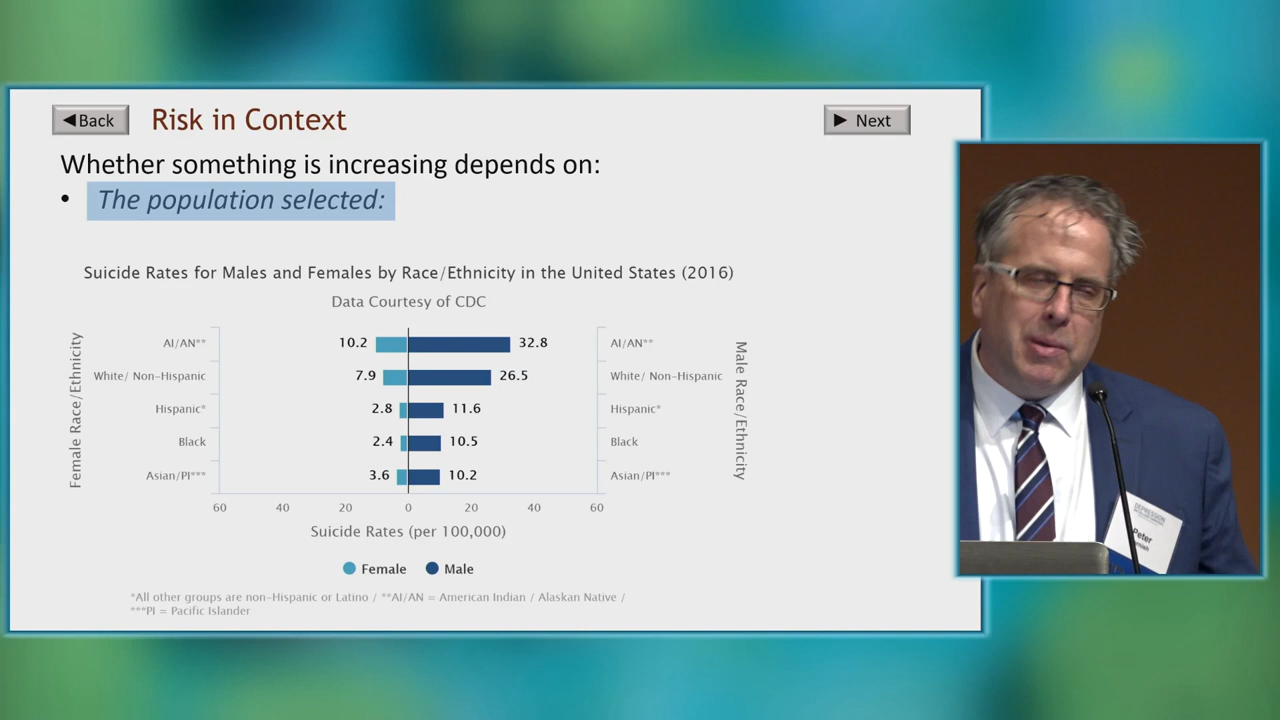 ◀ Back
Risk in Context
▶ Next
Whether something is increasing depends on:
• The population selected:
Suicide Rates for Males and Females by Race/Ethnicity in the United States (2016)
Data Courtesy of CDC
Female Race/Ethnicity
Male Race/Ethnicity
AI/AN** 10.2 32.8 AI/AN**
White/ Non-Hispanic 7.9 26.5 White/ Non-Hispanic
Hispanic* 2.8 11.6 Hispanic*
Black 2.4 10.5 Black
Asian/PI*** 3.6 10.2 Asian/PI***
60 40 20 0 20 40 60
Suicide Rates (per 100,000)
Female Male
*All other groups are non-Hispanic or Latino / **AI/AN = American Indian / Alaskan Native /
***PI = Pacific Islander
DEPRESSION
Peter